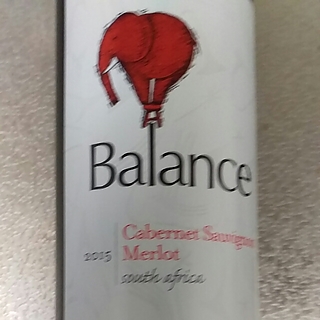 Balance
Cabernet Sauvignon
2015 Merlot
south africa